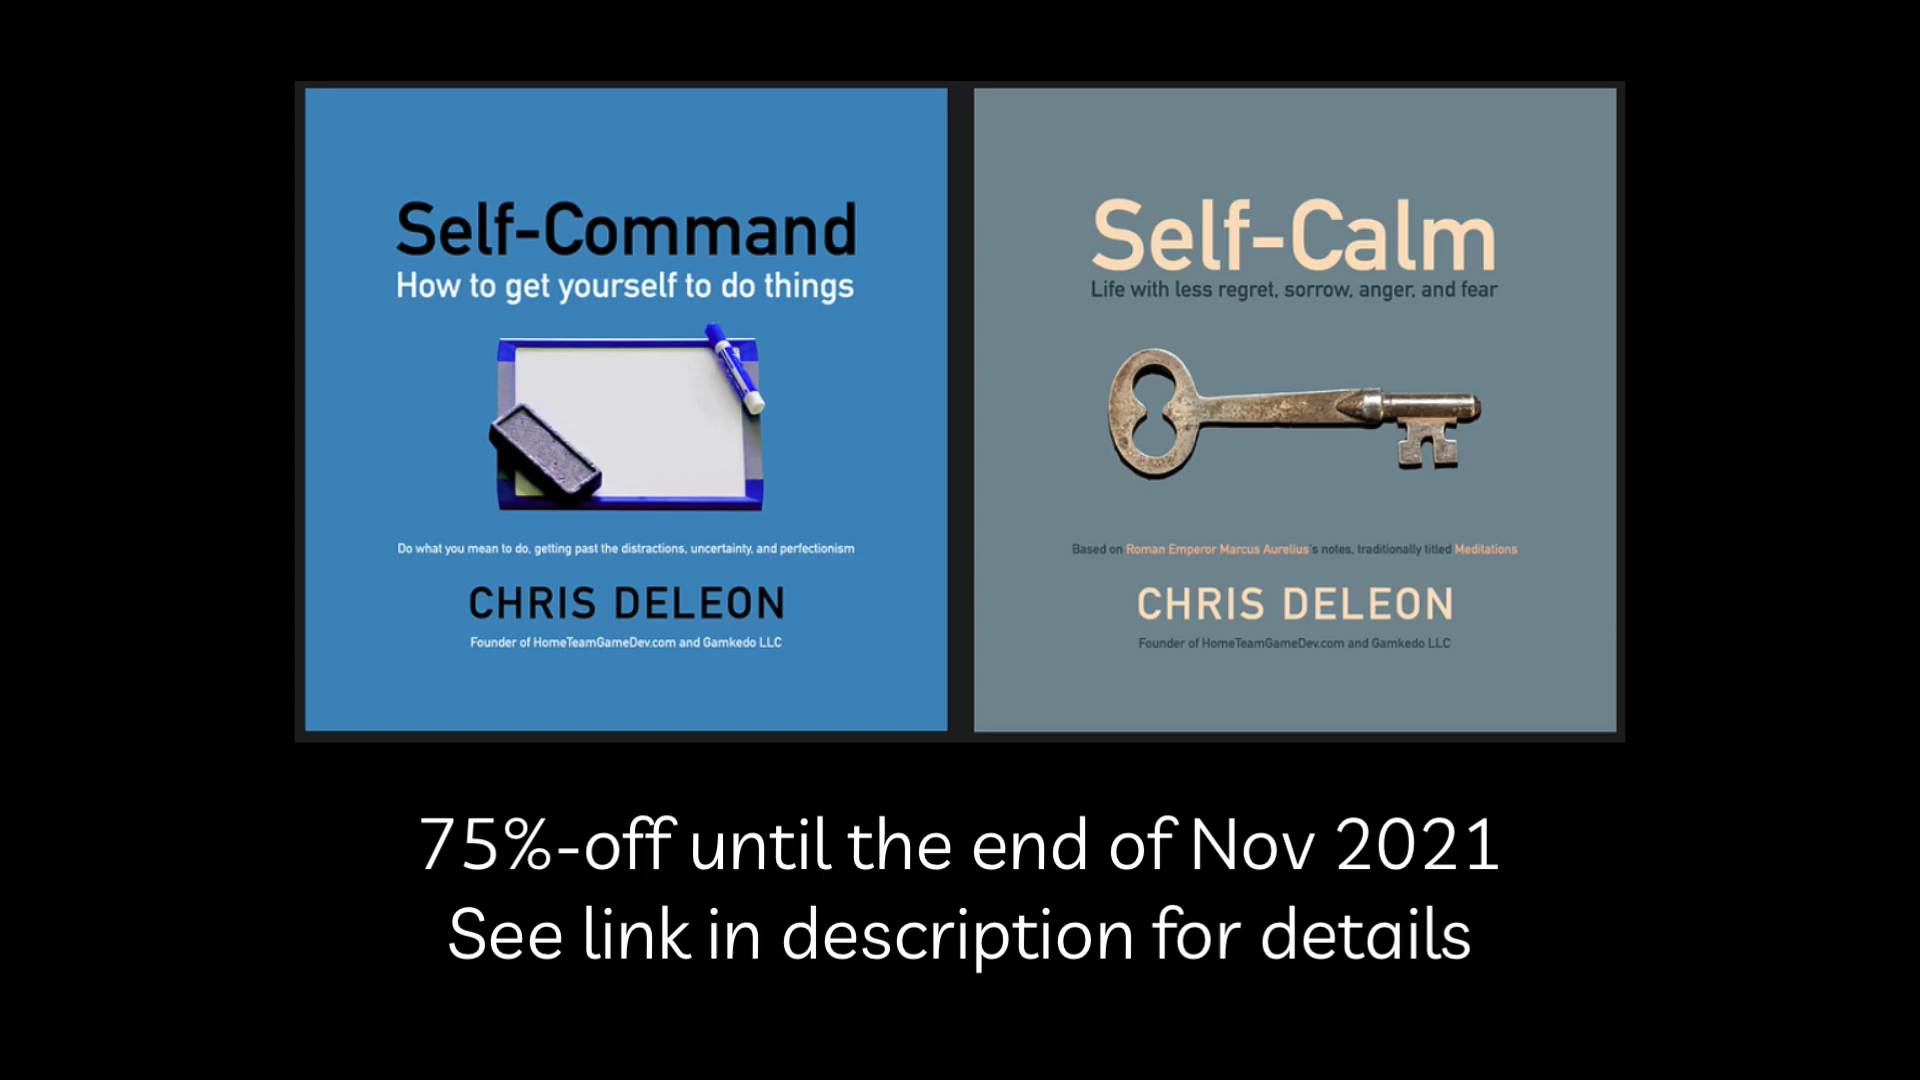 Self-Command
How to get yourself to do things
Do what you mean to do, getting past the distractions, uncertainty, and perfectionism
CHRIS DELEON
Founder of HomeTeamGameDev.com and Gamkedo LLC
Self-Calm
Life with less regret, sorrow, anger, and fear
Based on Roman Emperor Marcus Aurelius's notes, traditionally titled Meditations
CHRIS DELEON
Founder of HomeTeamGameDev.com and Gamkedo LLC
75%-off until the end of Nov 2021
See link in description for details